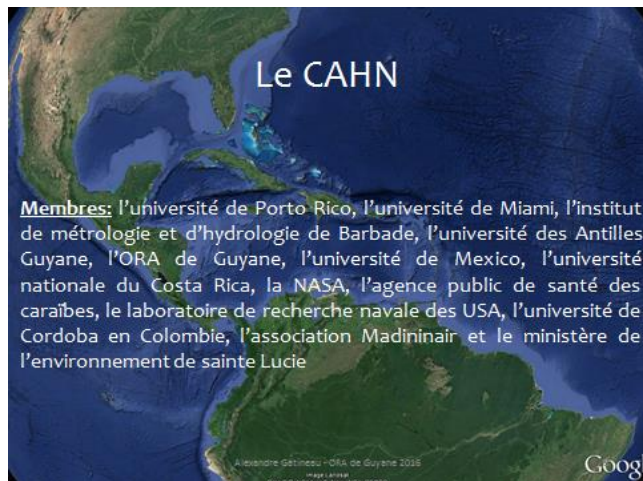 Le CAHN
Membres: l'université de Porto Rico, l'université de Miami, l'institut
de métrologie et d'hydrologie de Barbade, l'université des Antilles
Guyane, l'ORA de Guyane, l'université de Mexico, l'université
nationale du Costa Rica, la NASA, l'agence public de santé des
caraïbes, le laboratoire de recherche navale des USA, l'université de
Cordoba en Colombie, l'association Madininair et le ministère de
l'environnement de sainte Lucie
Alexandre Gétineau - ORA de Guyane 2016
Image Landsat
Googl